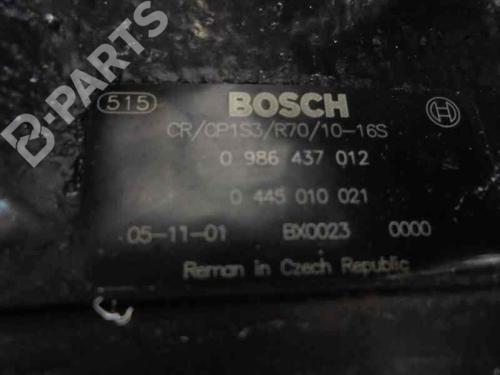 B-PARTS
515 BOSCH
CR/CP1S3/R70/10-16S
0 986 437 012
0 445 010 021
05-11-01 BX0023 0000
Reman in Czech Republic